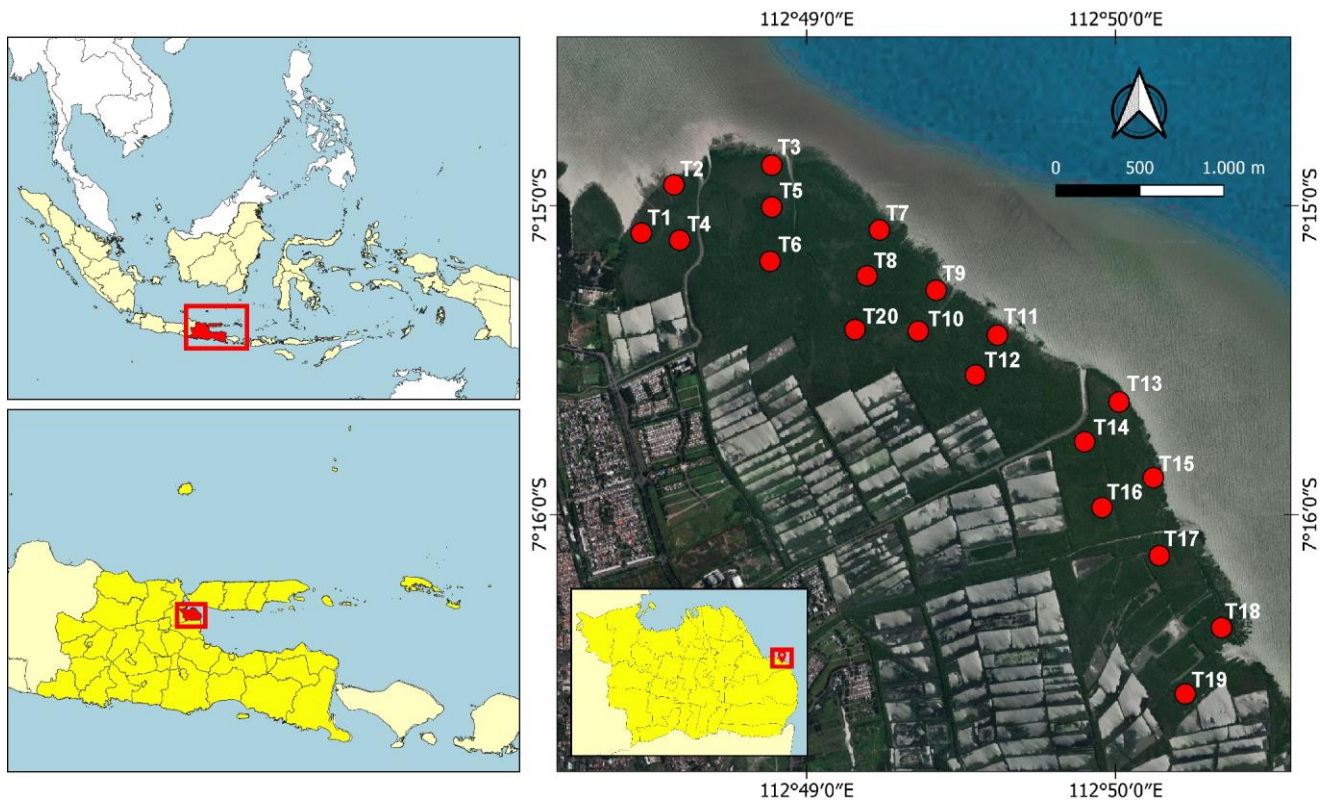 112°49′0″E 112°50′0″E
0 500 1.000 m
T3
T2
T5
7°15′0″S 7°15′0″S
T1
T4
T7
T6
T8
T9
T20
T10
T11
T12
T13
T14
T15
T16
7°16′0″S 7°16′0″S
T17
T18
T19
112°49′0″E 112°50′0″E